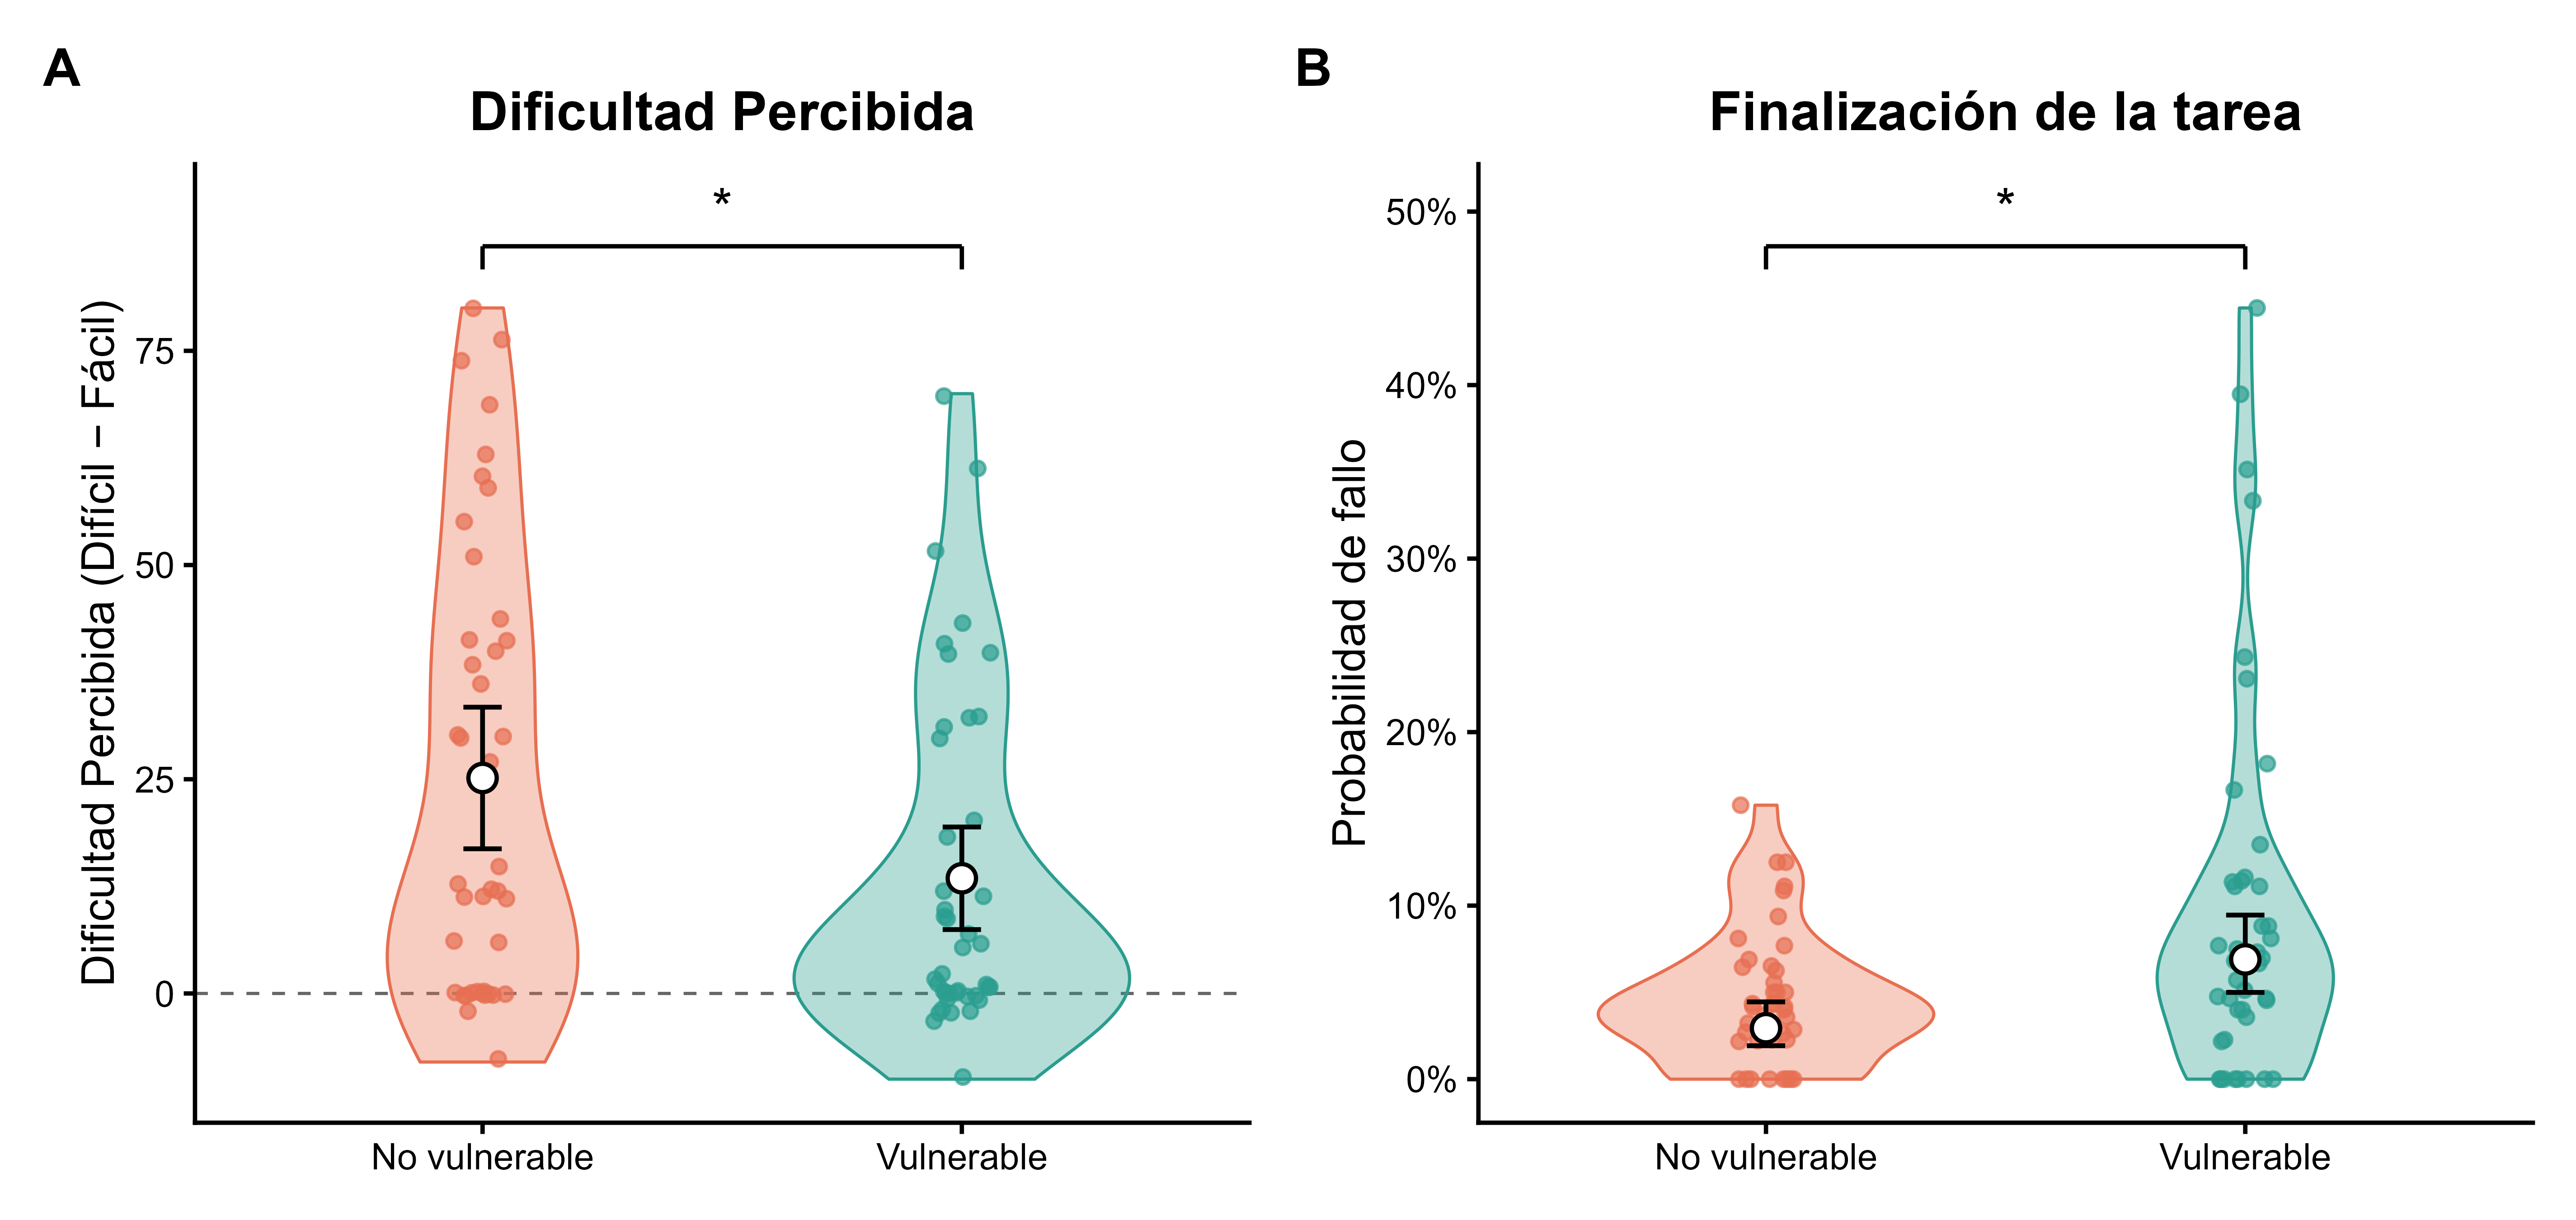 A
Dificultad Percibida
*
Dificultad Percibida (Difícil − Fácil)
75
50
25
0
No vulnerable
Vulnerable
B
Finalización de la tarea
*
Probabilidad de fallo
50%
40%
30%
20%
10%
0%
No vulnerable
Vulnerable